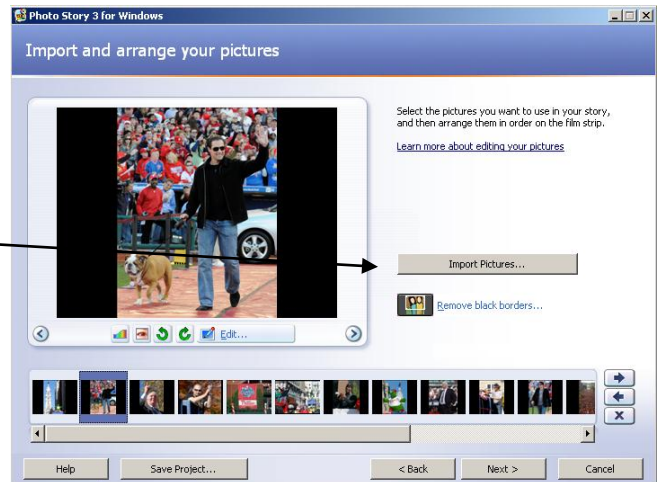 Photo Story 3 for Windows
Import and arrange your pictures
Select the pictures you want to use in your story,
and then arrange them in order on the film strip.
Learn more about editing your pictures
Import Pictures...
Remove black borders...
Edit...
Help
Save Project...
< Back
Next >
Cancel